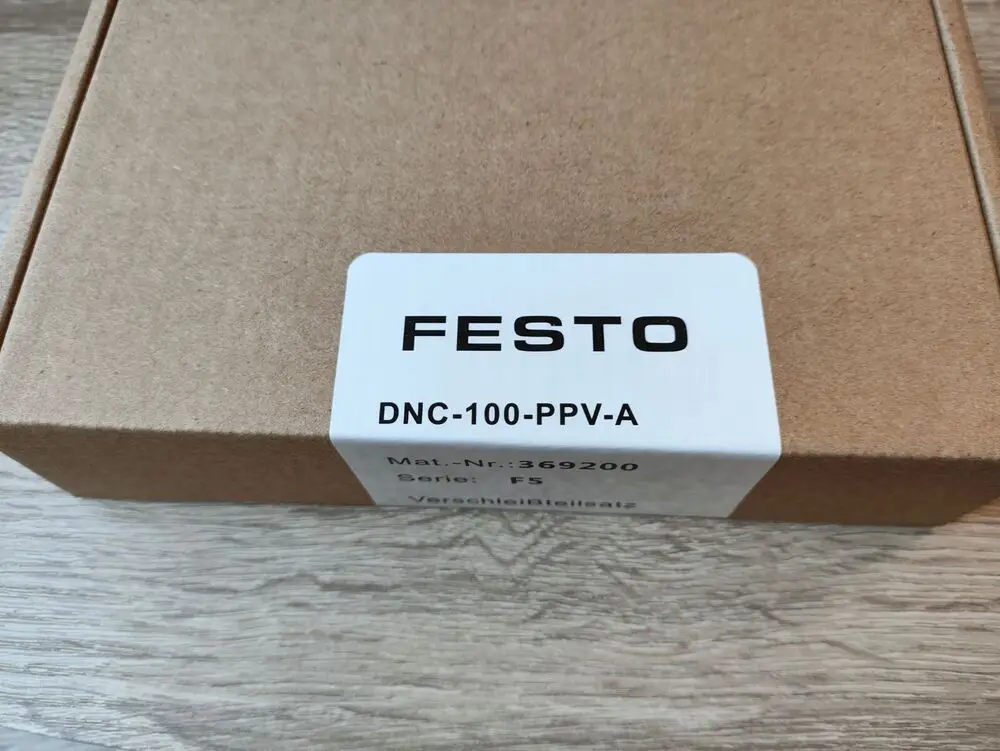 FESTO
DNC-100-PPV-A
Mat.-Nr.:369200
Serie: F5
Verschleißteilsatz